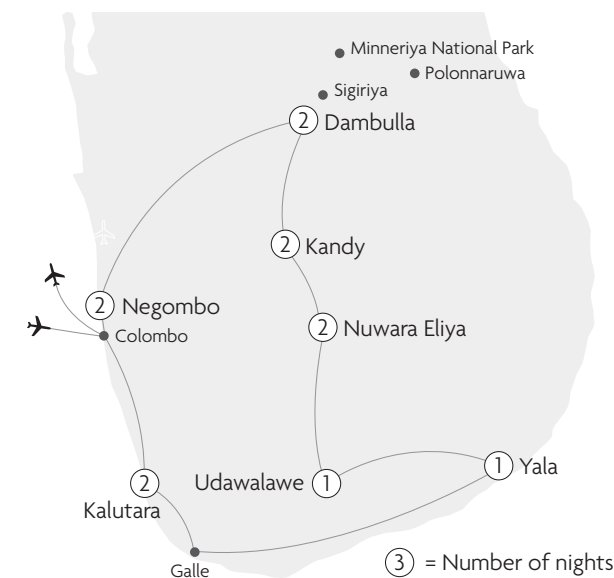 Minneriya National Park
Polonnaruwa
Sigiriya
2 Dambulla
2 Kandy
2 Negombo
Colombo
2 Nuwara Eliya
Udawalawe 1
1 Yala
2
Kalutara
Galle
3 = Number of nights